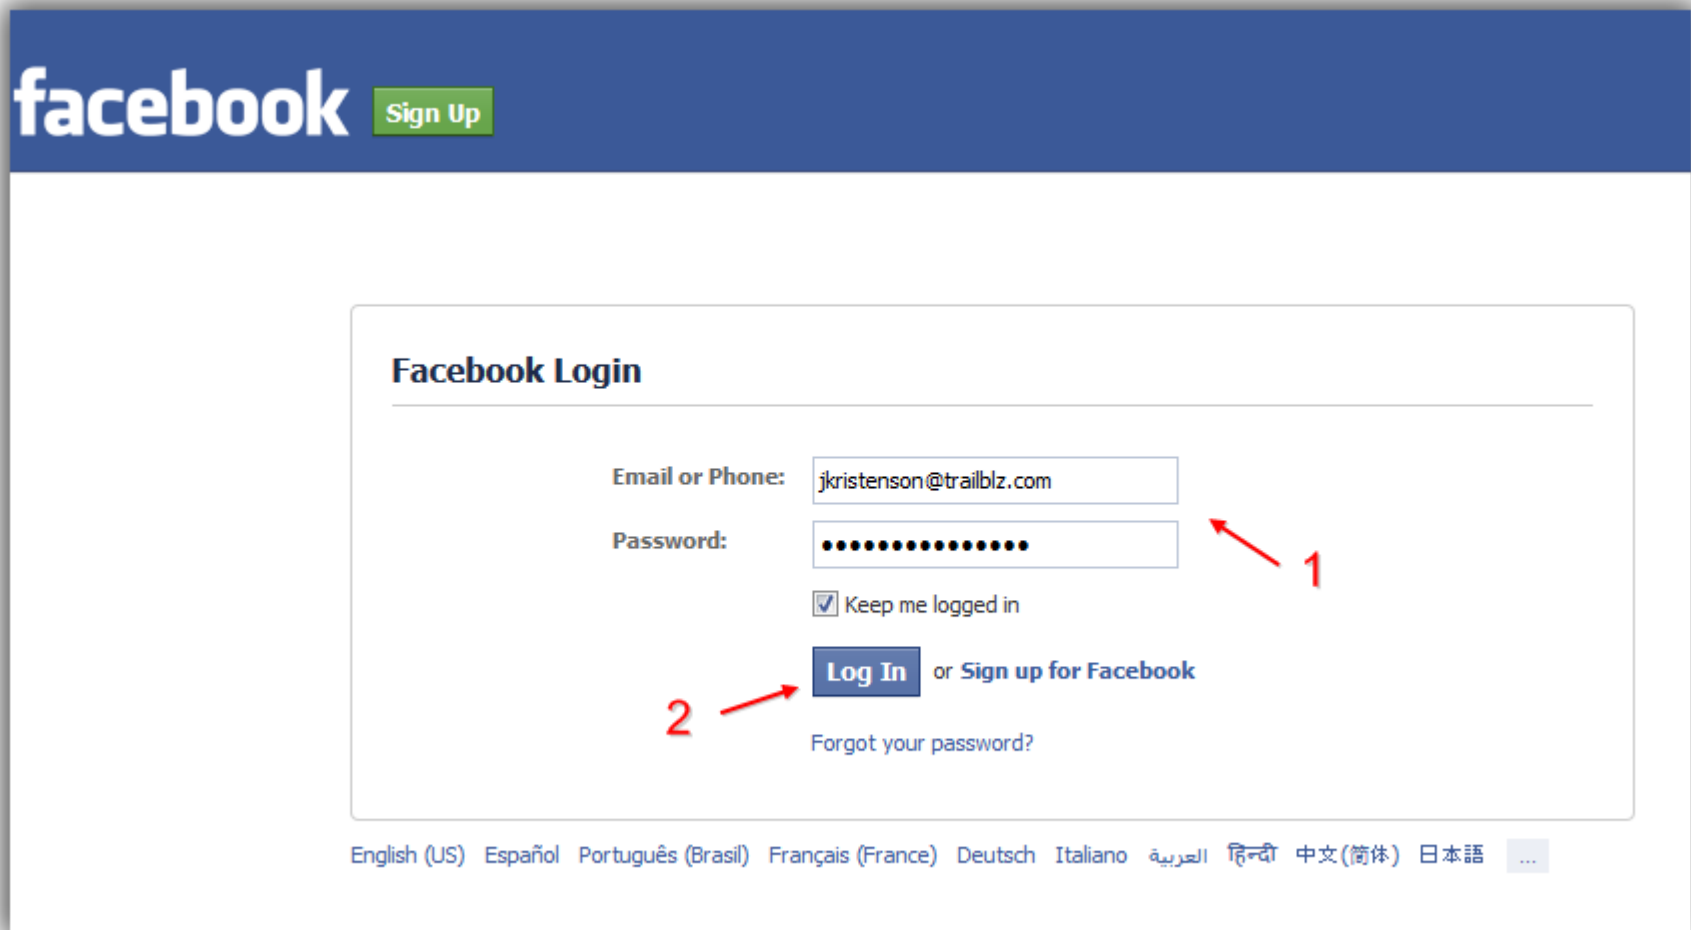 facebook Sign Up
Facebook Login
Email or Phone: jkristenson@trailblz.com
Password: •••••••••••••••
1
Keep me logged in
Log In or Sign up for Facebook
2
Forgot your password?
English (US) Español Português (Brasil) Français (France) Deutsch Italiano العربية हिन्दी 中文(简体) 日本語 ...